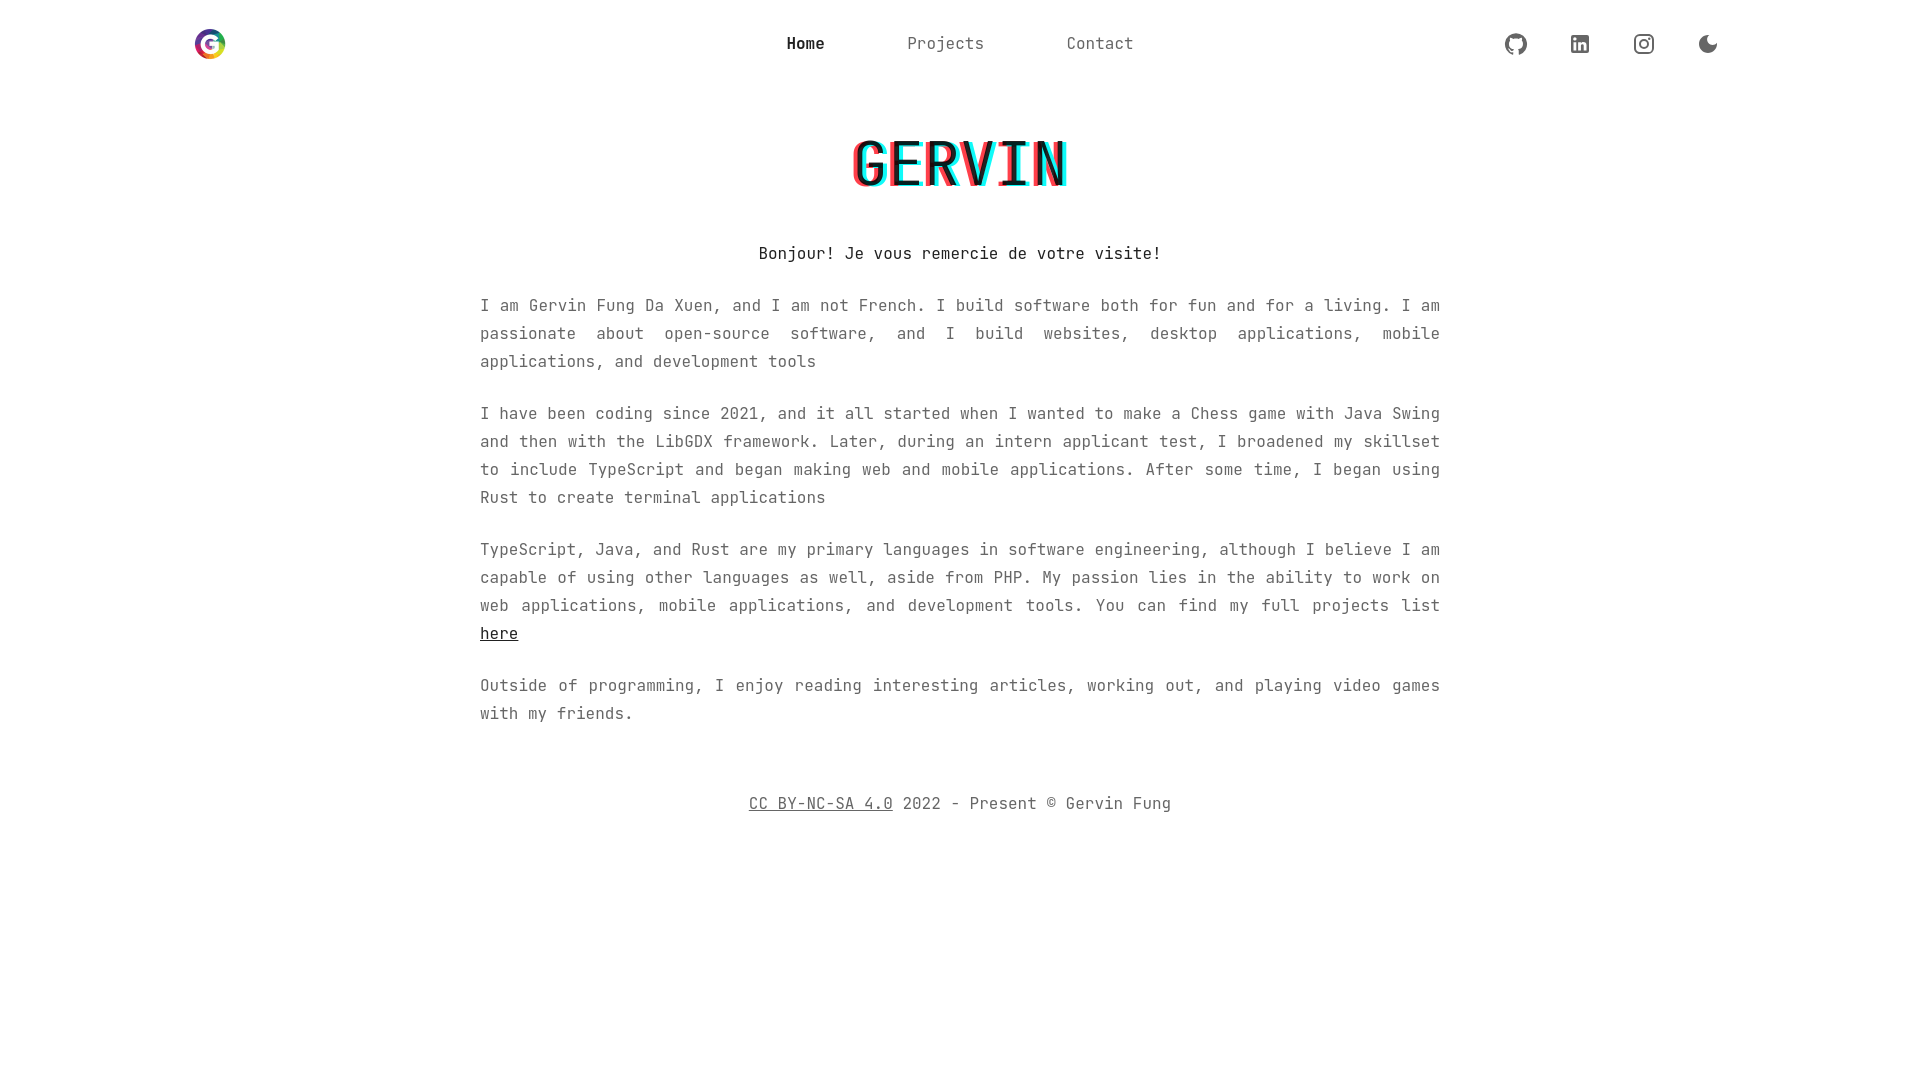 G
Home Projects Contact
GERVIN
Bonjour! Je vous remercie de votre visite!
I am Gervin Fung Da Xuen, and I am not French. I build software both for fun and for a living. I am
passionate about open-source software, and I build websites, desktop applications, mobile
applications, and development tools
I have been coding since 2021, and it all started when I wanted to make a Chess game with Java Swing
and then with the LibGDX framework. Later, during an intern applicant test, I broadened my skillset
to include TypeScript and began making web and mobile applications. After some time, I began using
Rust to create terminal applications
TypeScript, Java, and Rust are my primary languages in software engineering, although I believe I am
capable of using other languages as well, aside from PHP. My passion lies in the ability to work on
web applications, mobile applications, and development tools. You can find my full projects list
here
Outside of programming, I enjoy reading interesting articles, working out, and playing video games
with my friends.
CC BY-NC-SA 4.0 2022 - Present © Gervin Fung